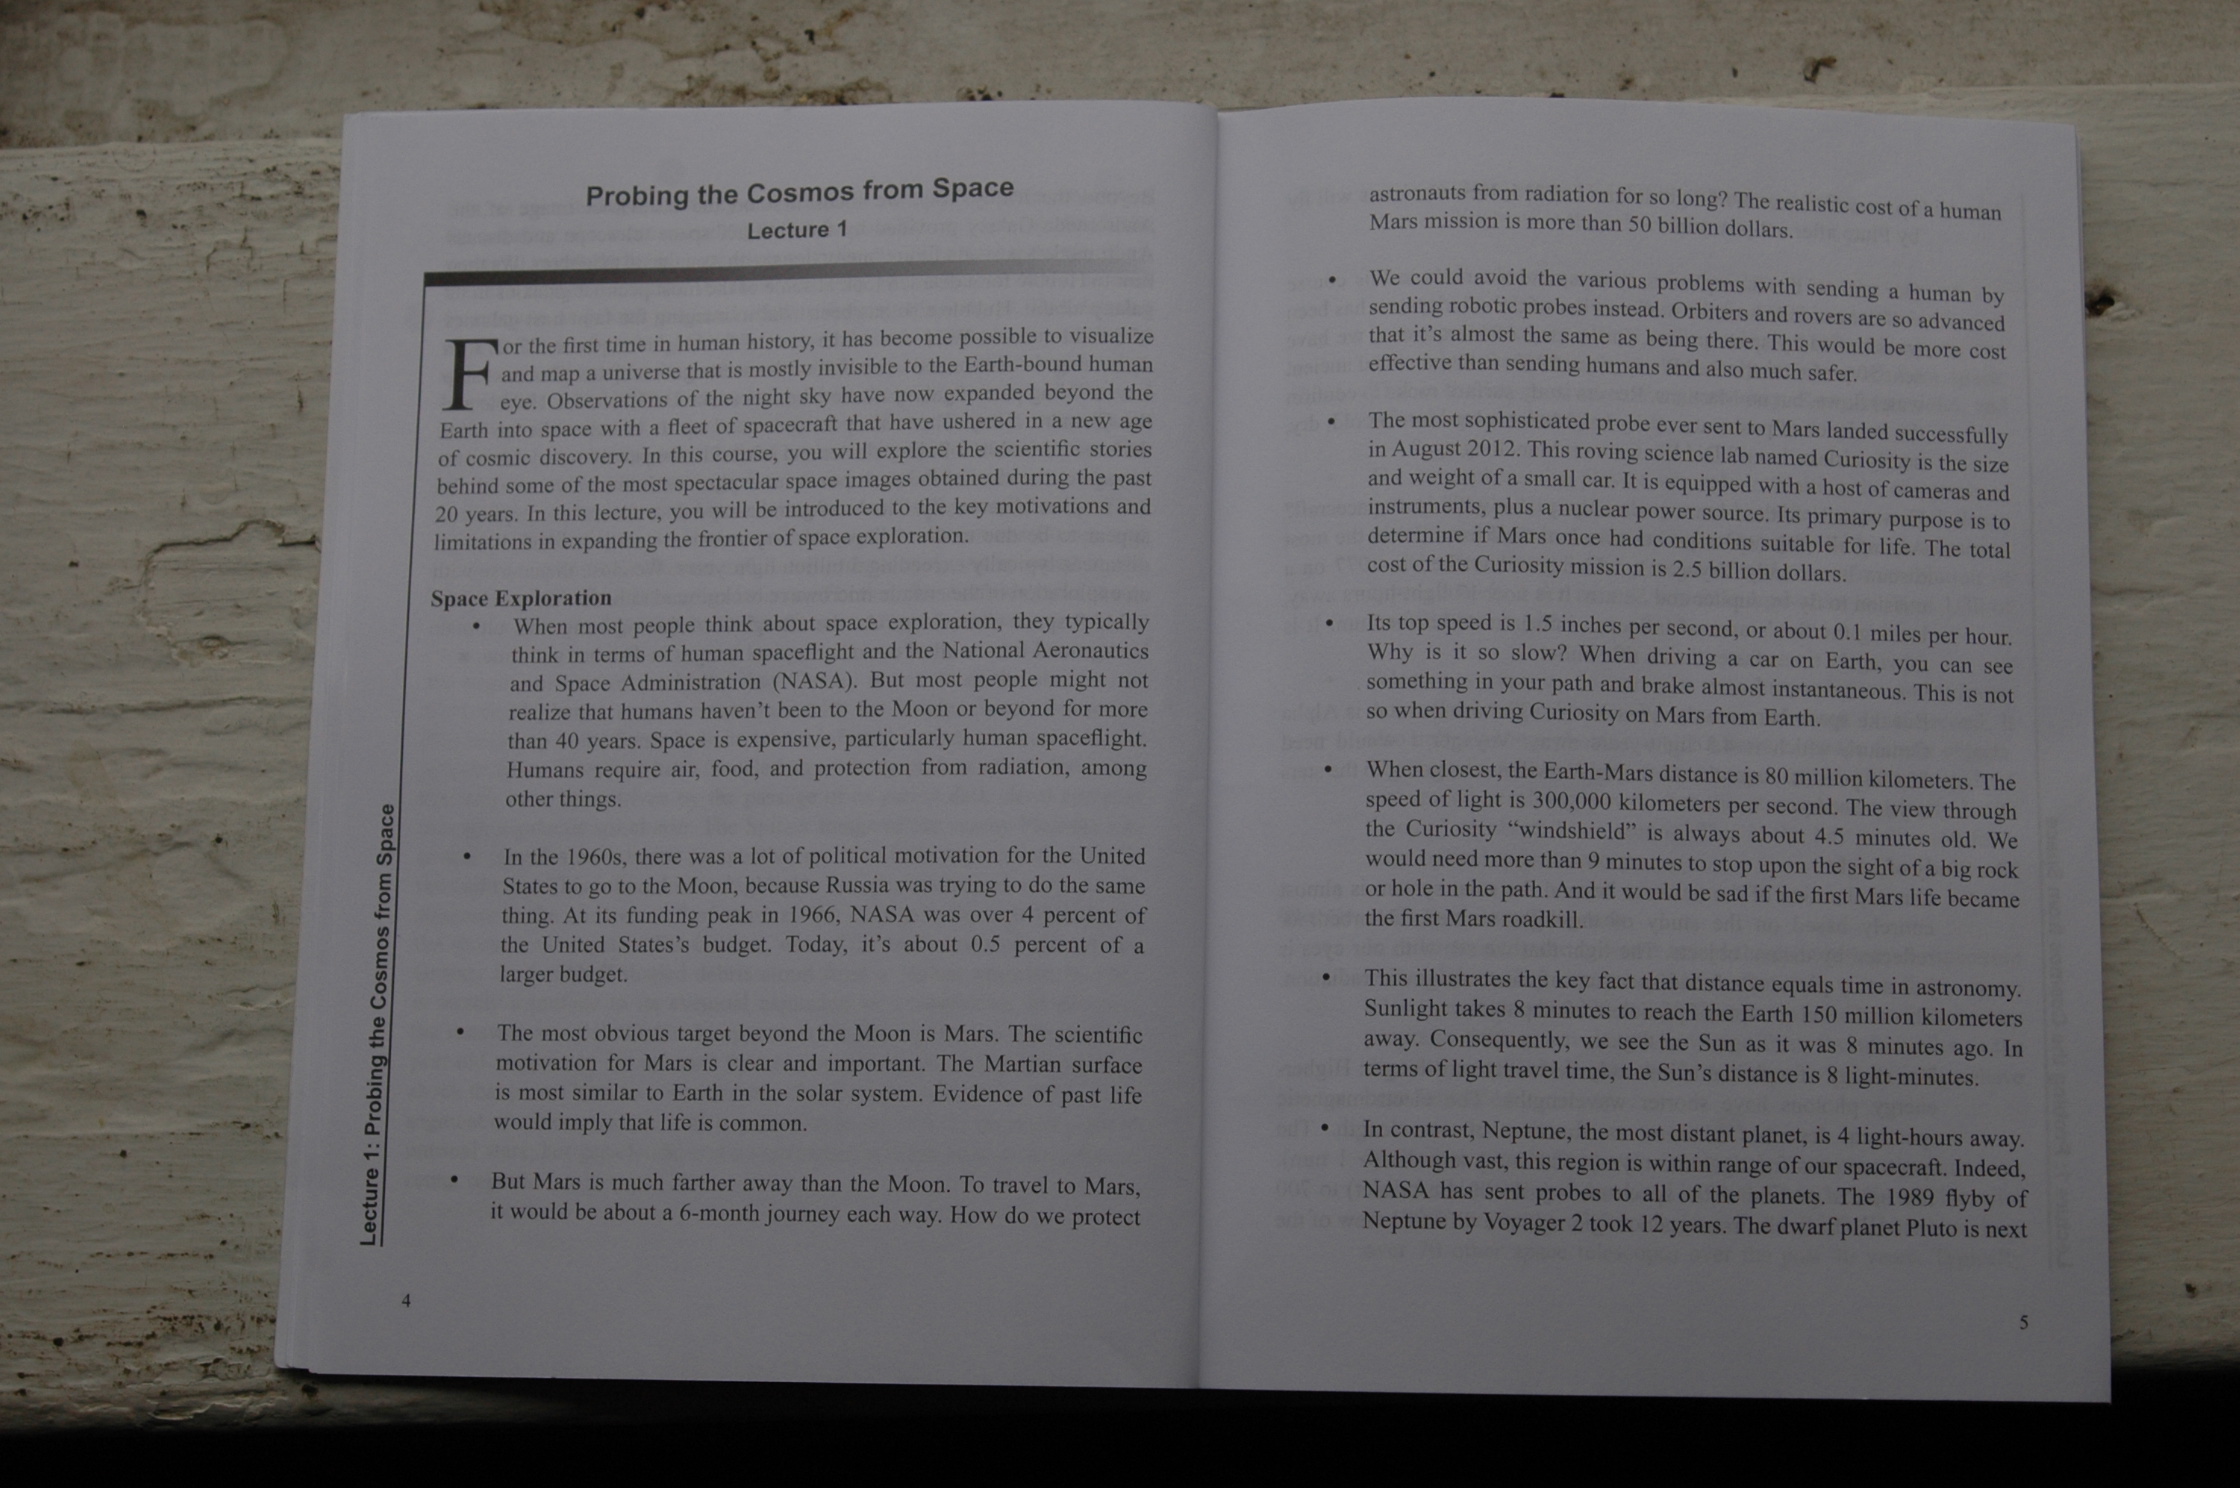 Probing the Cosmos from Space
Lecture 1
For the first time in human history, it has become possible to visualize
and map a universe that is mostly invisible to the Earth-bound human
eye. Observations of the night sky have now expanded beyond the
Earth into space with a fleet of spacecraft that have ushered in a new age
of cosmic discovery. In this course, you will explore the scientific stories
behind some of the most spectacular space images obtained during the past
20 years. In this lecture, you will be introduced to the key motivations and
limitations in expanding the frontier of space exploration.
Space Exploration
• When most people think about space exploration, they typically
think in terms of human spaceflight and the National Aeronautics
and Space Administration (NASA). But most people might not
realize that humans haven't been to the Moon or beyond for more
than 40 years. Space is expensive, particularly human spaceflight.
Humans require air, food, and protection from radiation, among
other things.
• In the 1960s, there was a lot of political motivation for the United
States to go to the Moon, because Russia was trying to do the same
thing. At its funding peak in 1966, NASA was over 4 percent of
the United States's budget. Today, it's about 0.5 percent of a
larger budget.
• The most obvious target beyond the Moon is Mars. The scientific
motivation for Mars is clear and important. The Martian surface
is most similar to Earth in the solar system. Evidence of past life
would imply that life is common.
• But Mars is much farther away than the Moon. To travel to Mars,
it would be about a 6-month journey each way. How do we protect
Lecture 1: Probing the Cosmos from Space
4
astronauts from radiation for so long? The realistic cost of a human
Mars mission is more than 50 billion dollars.
• We could avoid the various problems with sending a human by
sending robotic probes instead. Orbiters and rovers are so advanced
that it's almost the same as being there. This would be more cost
effective than sending humans and also much safer.
• The most sophisticated probe ever sent to Mars landed successfully
in August 2012. This roving science lab named Curiosity is the size
and weight of a small car. It is equipped with a host of cameras and
instruments, plus a nuclear power source. Its primary purpose is to
determine if Mars once had conditions suitable for life. The total
cost of the Curiosity mission is 2.5 billion dollars.
• Its top speed is 1.5 inches per second, or about 0.1 miles per hour.
Why is it so slow? When driving a car on Earth, you can see
something in your path and brake almost instantaneous. This is not
so when driving Curiosity on Mars from Earth.
• When closest, the Earth-Mars distance is 80 million kilometers. The
speed of light is 300,000 kilometers per second. The view through
the Curiosity "windshield" is always about 4.5 minutes old. We
would need more than 9 minutes to stop upon the sight of a big rock
or hole in the path. And it would be sad if the first Mars life became
the first Mars roadkill.
• This illustrates the key fact that distance equals time in astronomy.
Sunlight takes 8 minutes to reach the Earth 150 million kilometers
away. Consequently, we see the Sun as it was 8 minutes ago. In
terms of light travel time, the Sun's distance is 8 light-minutes.
• In contrast, Neptune, the most distant planet, is 4 light-hours away.
Although vast, this region is within range of our spacecraft. Indeed,
NASA has sent probes to all of the planets. The 1989 flyby of
Neptune by Voyager 2 took 12 years. The dwarf planet Pluto is next
5